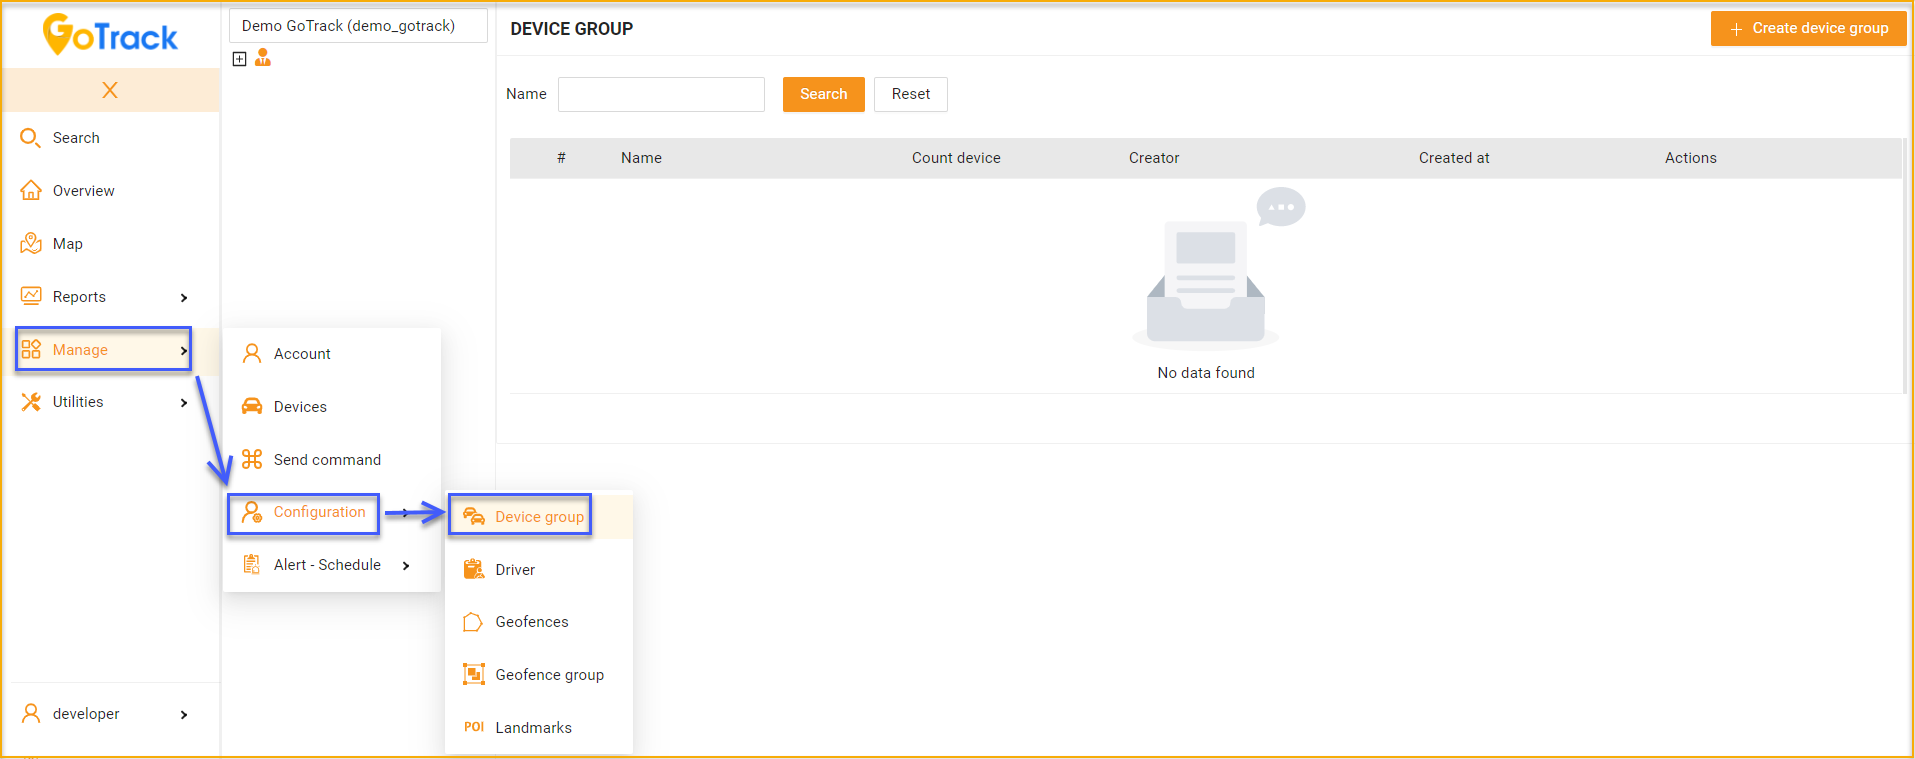 GoTrack
X
Search
Overview
Map
Reports
Manage
Utilities
developer
Demo GoTrack (demo_gotrack)
Account
Devices
Send command
Configuration
Alert - Schedule
Device group
Driver
Geofences
Geofence group
POI Landmarks
DEVICE GROUP
+ Create device group
Name
Search
Reset
# Name Count device Creator Created at Actions
No data found